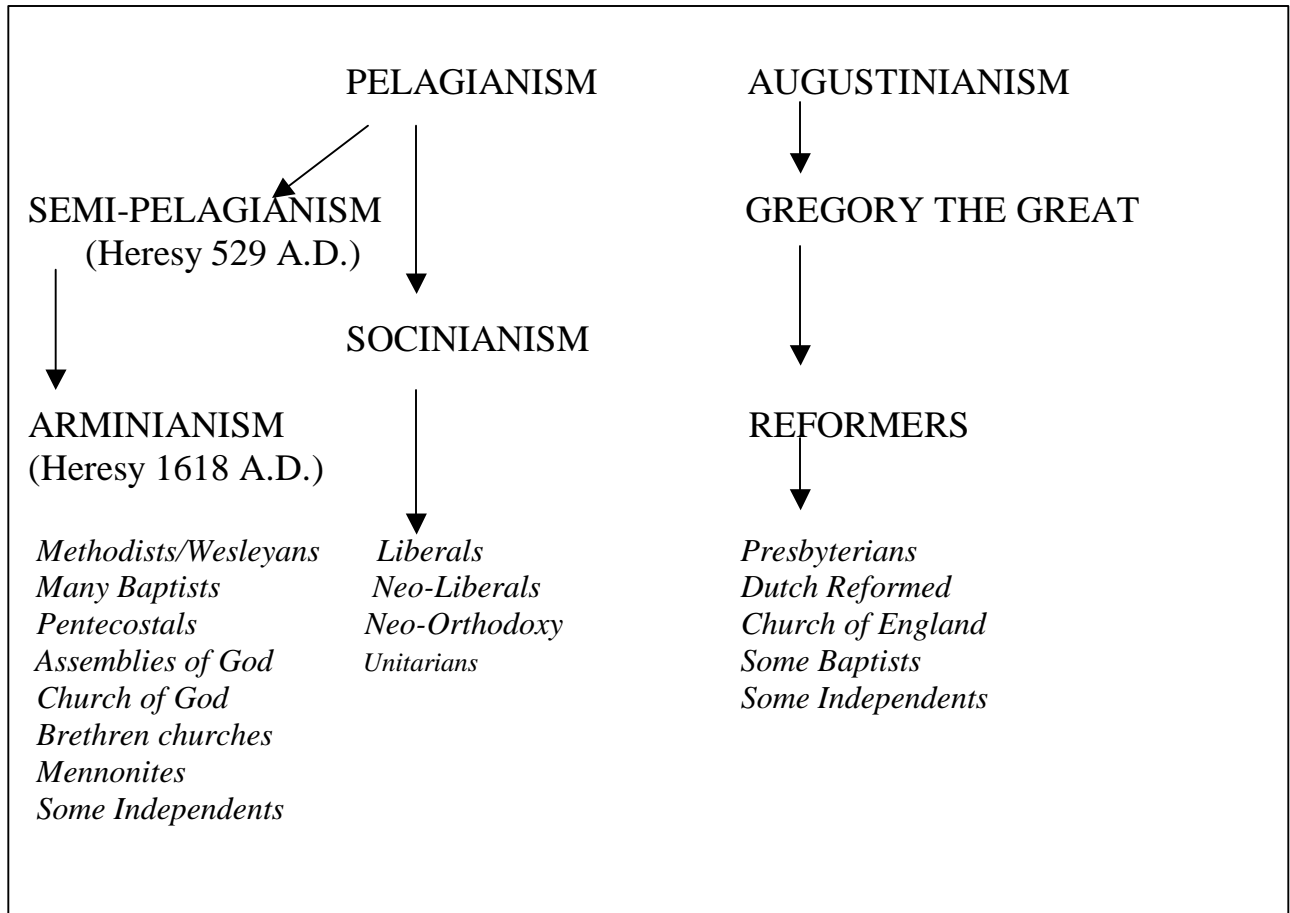 PELAGIANISM
AUGUSTINIANISM
SEMI-PELAGIANISM
(Heresy 529 A.D.)
GREGORY THE GREAT
SOCINIANISM
ARMINIANISM
(Heresy 1618 A.D.)
REFORMERS
Methodists/Wesleyans
Many Baptists
Pentecostals
Assemblies of God
Church of God
Brethren churches
Mennonites
Some Independents
Liberals
Neo-Liberals
Neo-Orthodoxy
Unitarians
Presbyterians
Dutch Reformed
Church of England
Some Baptists
Some Independents